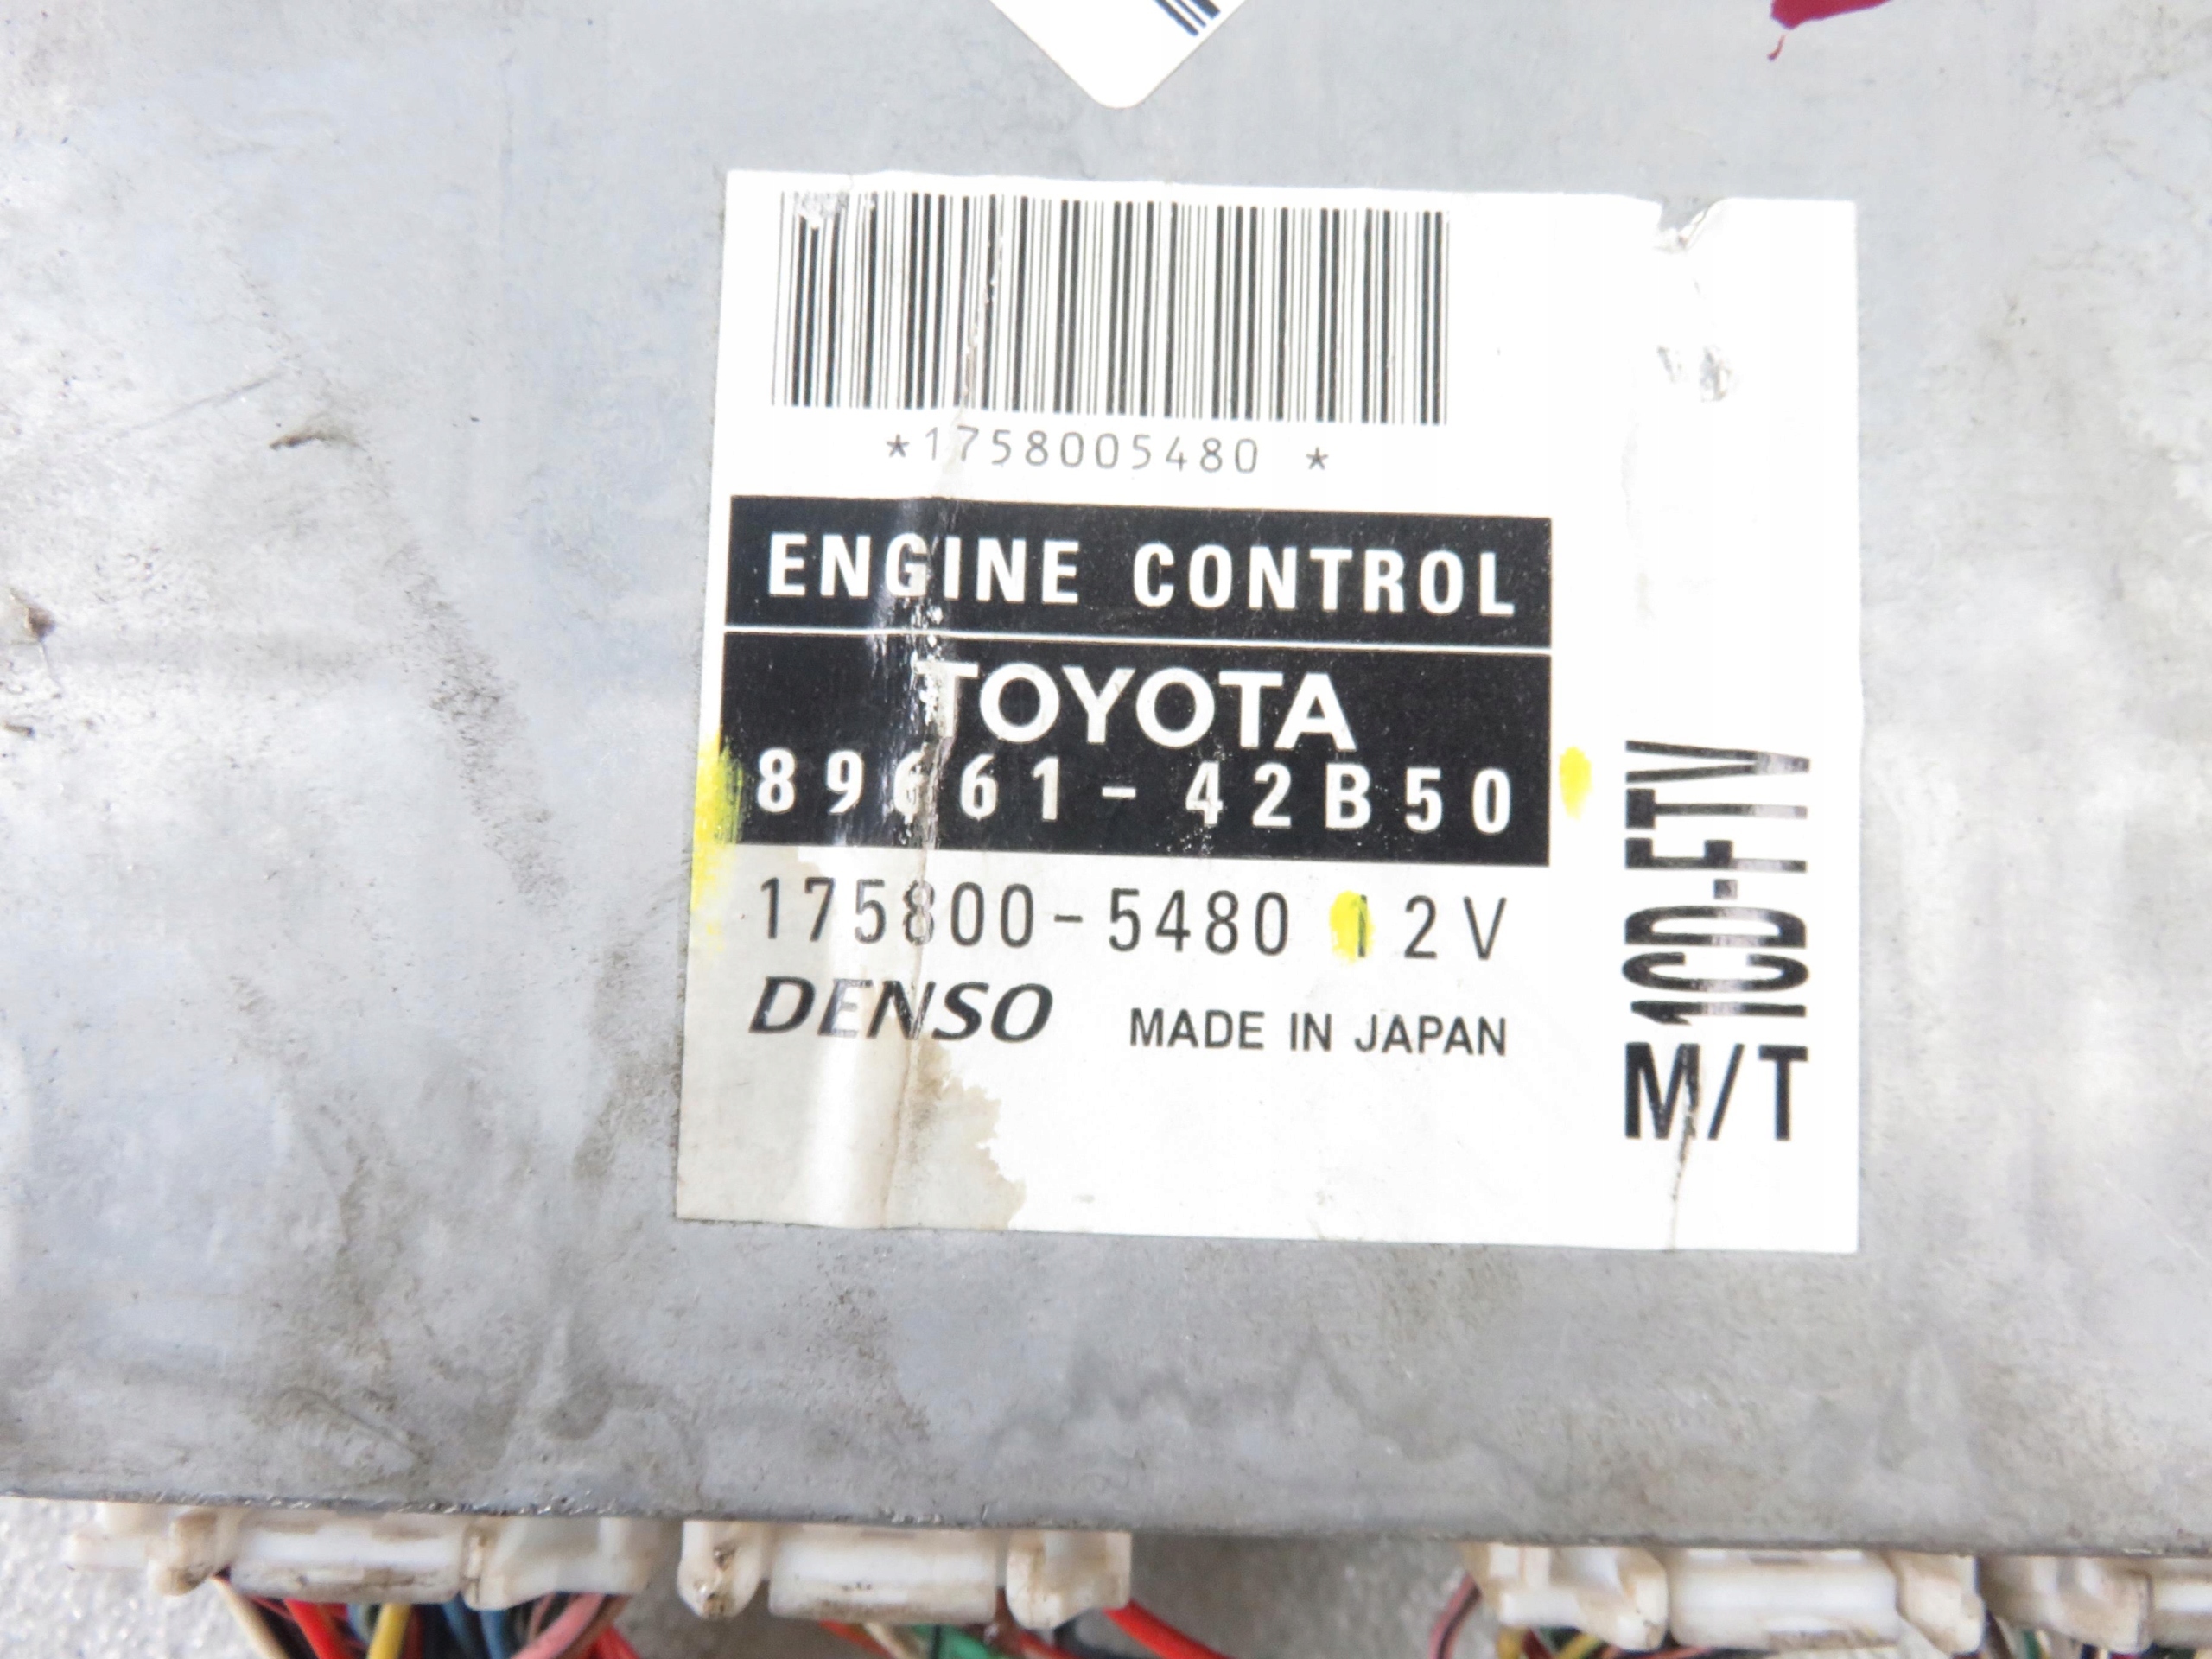 *1758005480 *
ENGINE CONTROL
TOYOTA
89661-42B50
175800-5480 12V
DENSO MADE IN JAPAN
M/T 1CD-FTV